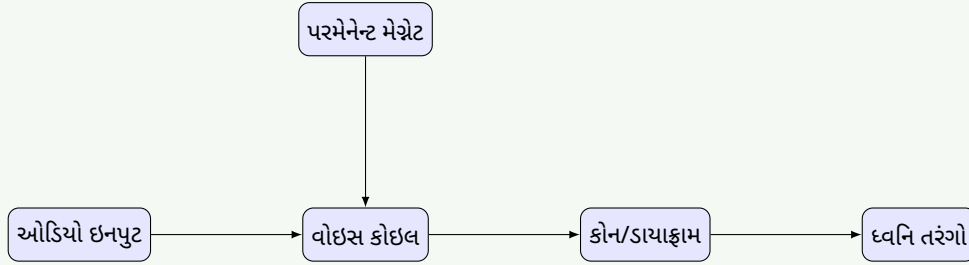 પરમેનેન્ટ મેગ્નેટ
ઓડિયો ઇનપુટ
વોઇસ કોઇલ
કોન/ડાયાફ્રામ
ધ્વનિ તરંગો